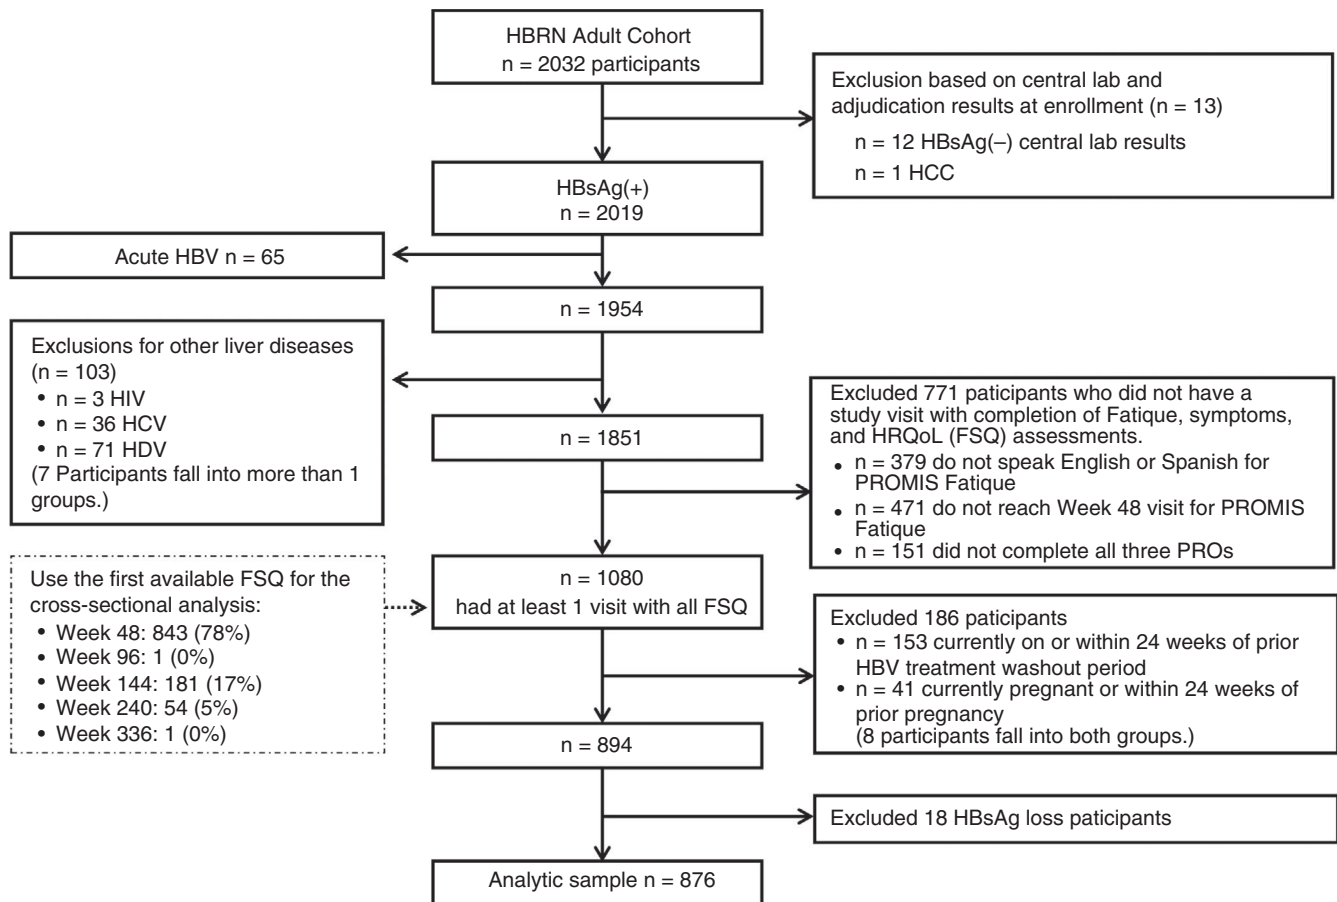 HBRN Adult Cohort
n = 2032 participants
Exclusion based on central lab and
adjudication results at enrollment (n = 13)
n = 12 HBsAg(–) central lab results
n = 1 HCC
HBsAg(+)
n = 2019
Acute HBV n = 65
n = 1954
Exclusions for other liver diseases
(n = 103)
• n = 3 HIV
• n = 36 HCV
• n = 71 HDV
(7 Participants fall into more than 1
groups.)
n = 1851
Excluded 771 paticipants who did not have a
study visit with completion of Fatique, symptoms,
and HRQoL (FSQ) assessments.
• n = 379 do not speak English or Spanish for
PROMIS Fatique
• n = 471 do not reach Week 48 visit for PROMIS
Fatique
• n = 151 did not complete all three PROs
Use the first available FSQ for the
cross-sectional analysis:
• Week 48: 843 (78%)
• Week 96: 1 (0%)
• Week 144: 181 (17%)
• Week 240: 54 (5%)
• Week 336: 1 (0%)
n = 1080
had at least 1 visit with all FSQ
Excluded 186 paticipants
• n = 153 currently on or within 24 weeks of prior
HBV treatment washout period
• n = 41 currently pregnant or within 24 weeks of
prior pregnancy
(8 participants fall into both groups.)
n = 894
Excluded 18 HBsAg loss paticipants
Analytic sample n = 876